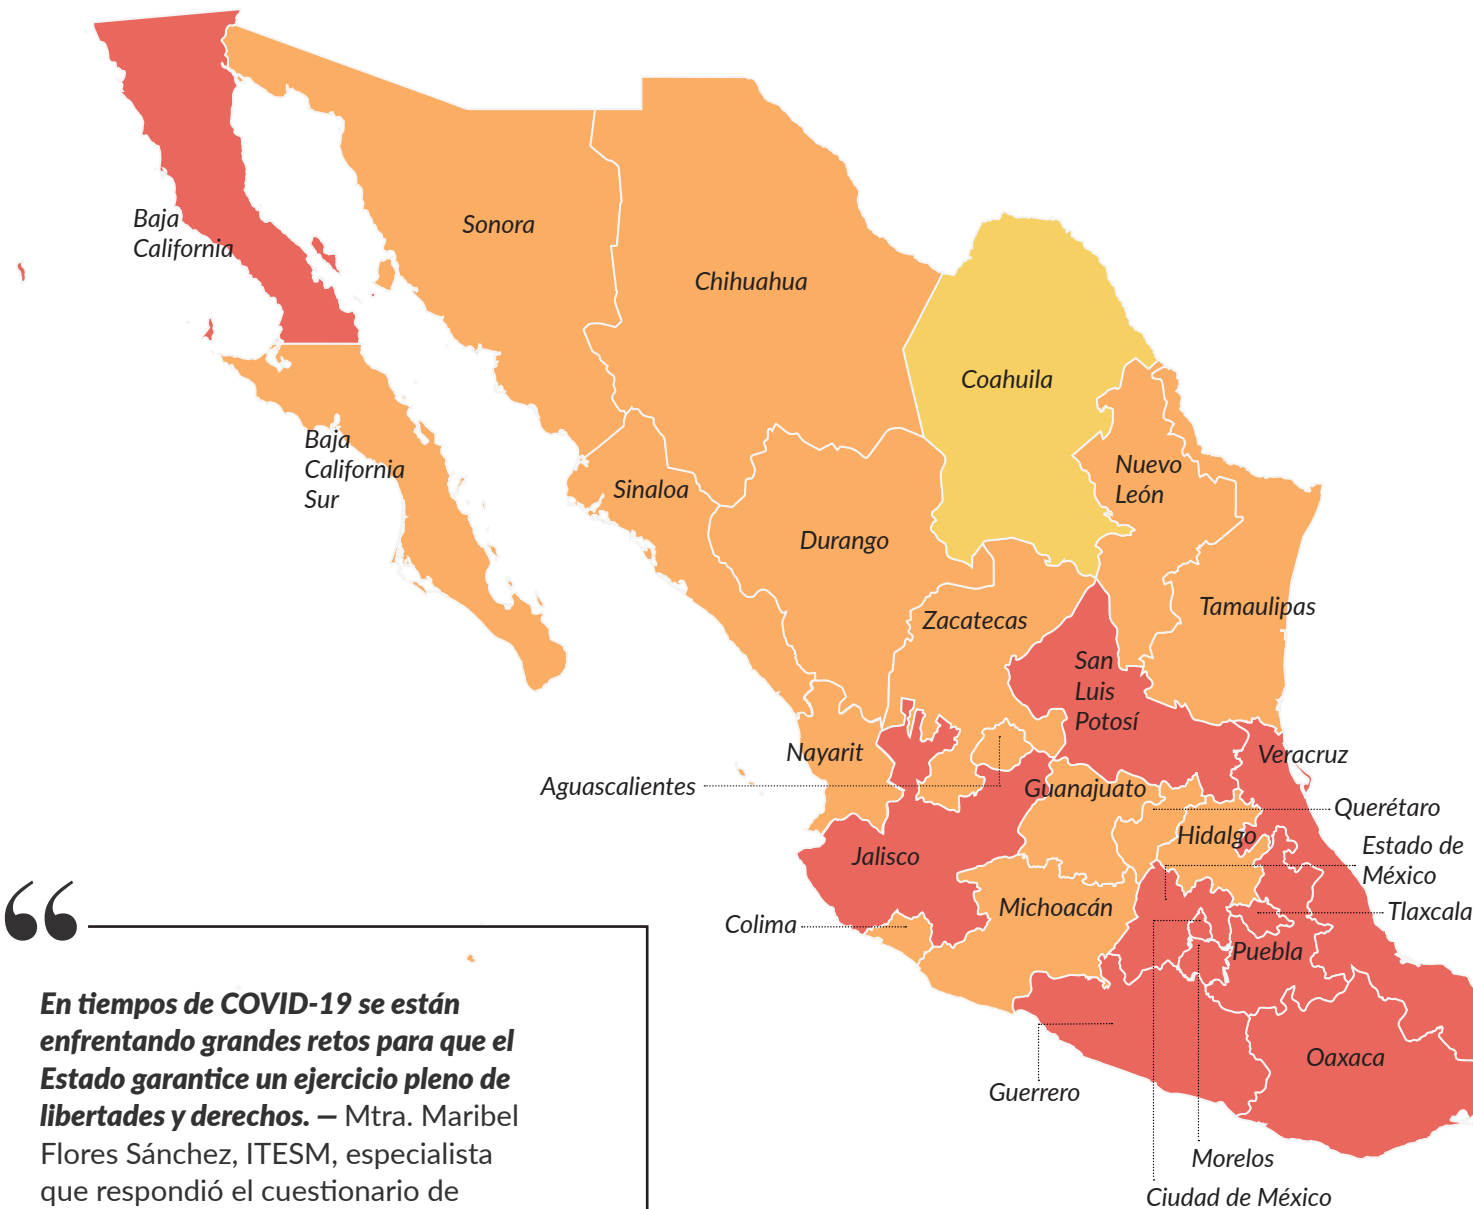 Baja
California
Sonora
Chihuahua
Coahuila
Baja
California
Sur
Sinaloa
Nuevo
León
Durango
Zacatecas
Tamaulipas
San
Luis
Potosí
Nayarit
Veracruz
Aguascalientes
Guanajuato
Querétaro
Hidalgo
Estado de
México
Jalisco
Michoacán
Tlaxcala
Colima
Puebla
Oaxaca
Guerrero
Morelos
Ciudad de México
“
En tiempos de COVID-19 se están
enfrentando grandes retos para que el
Estado garantice un ejercicio pleno de
libertades y derechos. — Mtra. Maribel
Flores Sánchez, ITESM, especialista
que respondió el cuestionario de